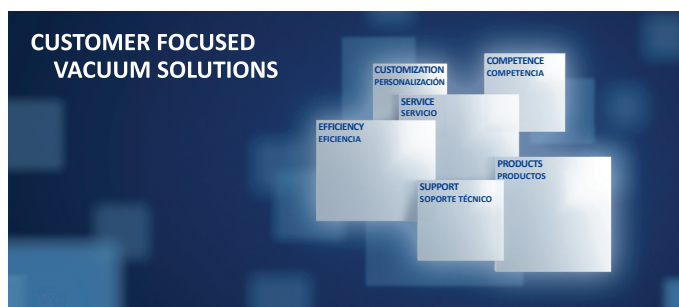 CUSTOMER FOCUSED
VACUUM SOLUTIONS
CUSTOMIZATION
PERSONALIZACIÓN
COMPETENCE
COMPETENCIA
SERVICE
SERVICIO
EFFICIENCY
EFICIENCIA
PRODUCTS
PRODUCTOS
SUPPORT
SOPORTE TÉCNICO